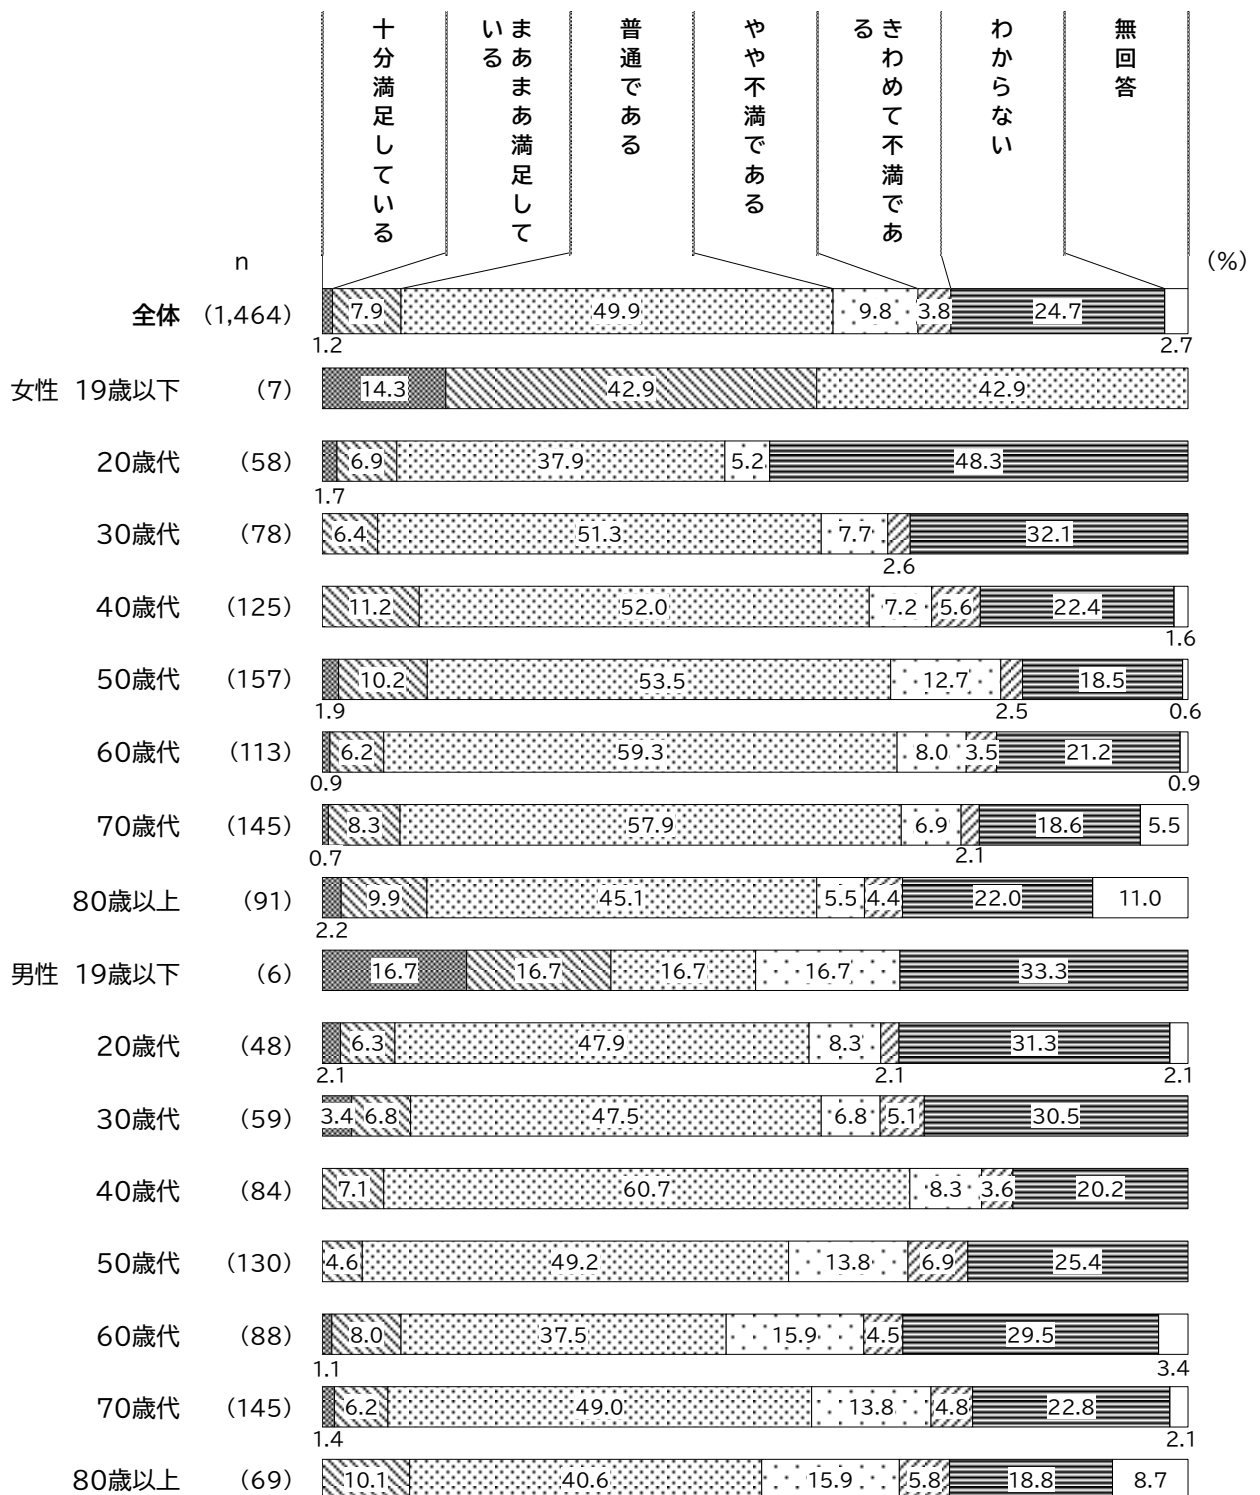 十分満足している
まあまあ満足して
いる
普通である
やや不満である
きわめて不満であ
る
わからない
無回答
n
(%)
全体 (1,464) 7.9 49.9 9.8 3.8 24.7
1.2 2.7
女性 19歳以下 (7) 14.3 42.9 42.9
20歳代 (58) 6.9 37.9 5.2 48.3
1.7
30歳代 (78) 6.4 51.3 7.7 32.1
2.6
40歳代 (125) 11.2 52.0 7.2 5.6 22.4
1.6
50歳代 (157) 10.2 53.5 12.7 18.5
1.9 2.5 0.6
60歳代 (113) 6.2 59.3 8.0 3.5 21.2
0.9 0.9
70歳代 (145) 8.3 57.9 6.9 18.6 5.5
0.7 2.1
80歳以上 (91) 9.9 45.1 5.5 4.4 22.0 11.0
2.2
男性 19歳以下 (6) 16.7 16.7 16.7 16.7 33.3
20歳代 (48) 6.3 47.9 8.3 31.3
2.1 2.1 2.1
30歳代 (59) 3.4 6.8 47.5 6.8 5.1 30.5
40歳代 (84) 7.1 60.7 8.3 3.6 20.2
50歳代 (130) 4.6 49.2 13.8 6.9 25.4
60歳代 (88) 8.0 37.5 15.9 4.5 29.5
1.1 3.4
70歳代 (145) 6.2 49.0 13.8 4.8 22.8
1.4 2.1
80歳以上 (69) 10.1 40.6 15.9 5.8 18.8 8.7